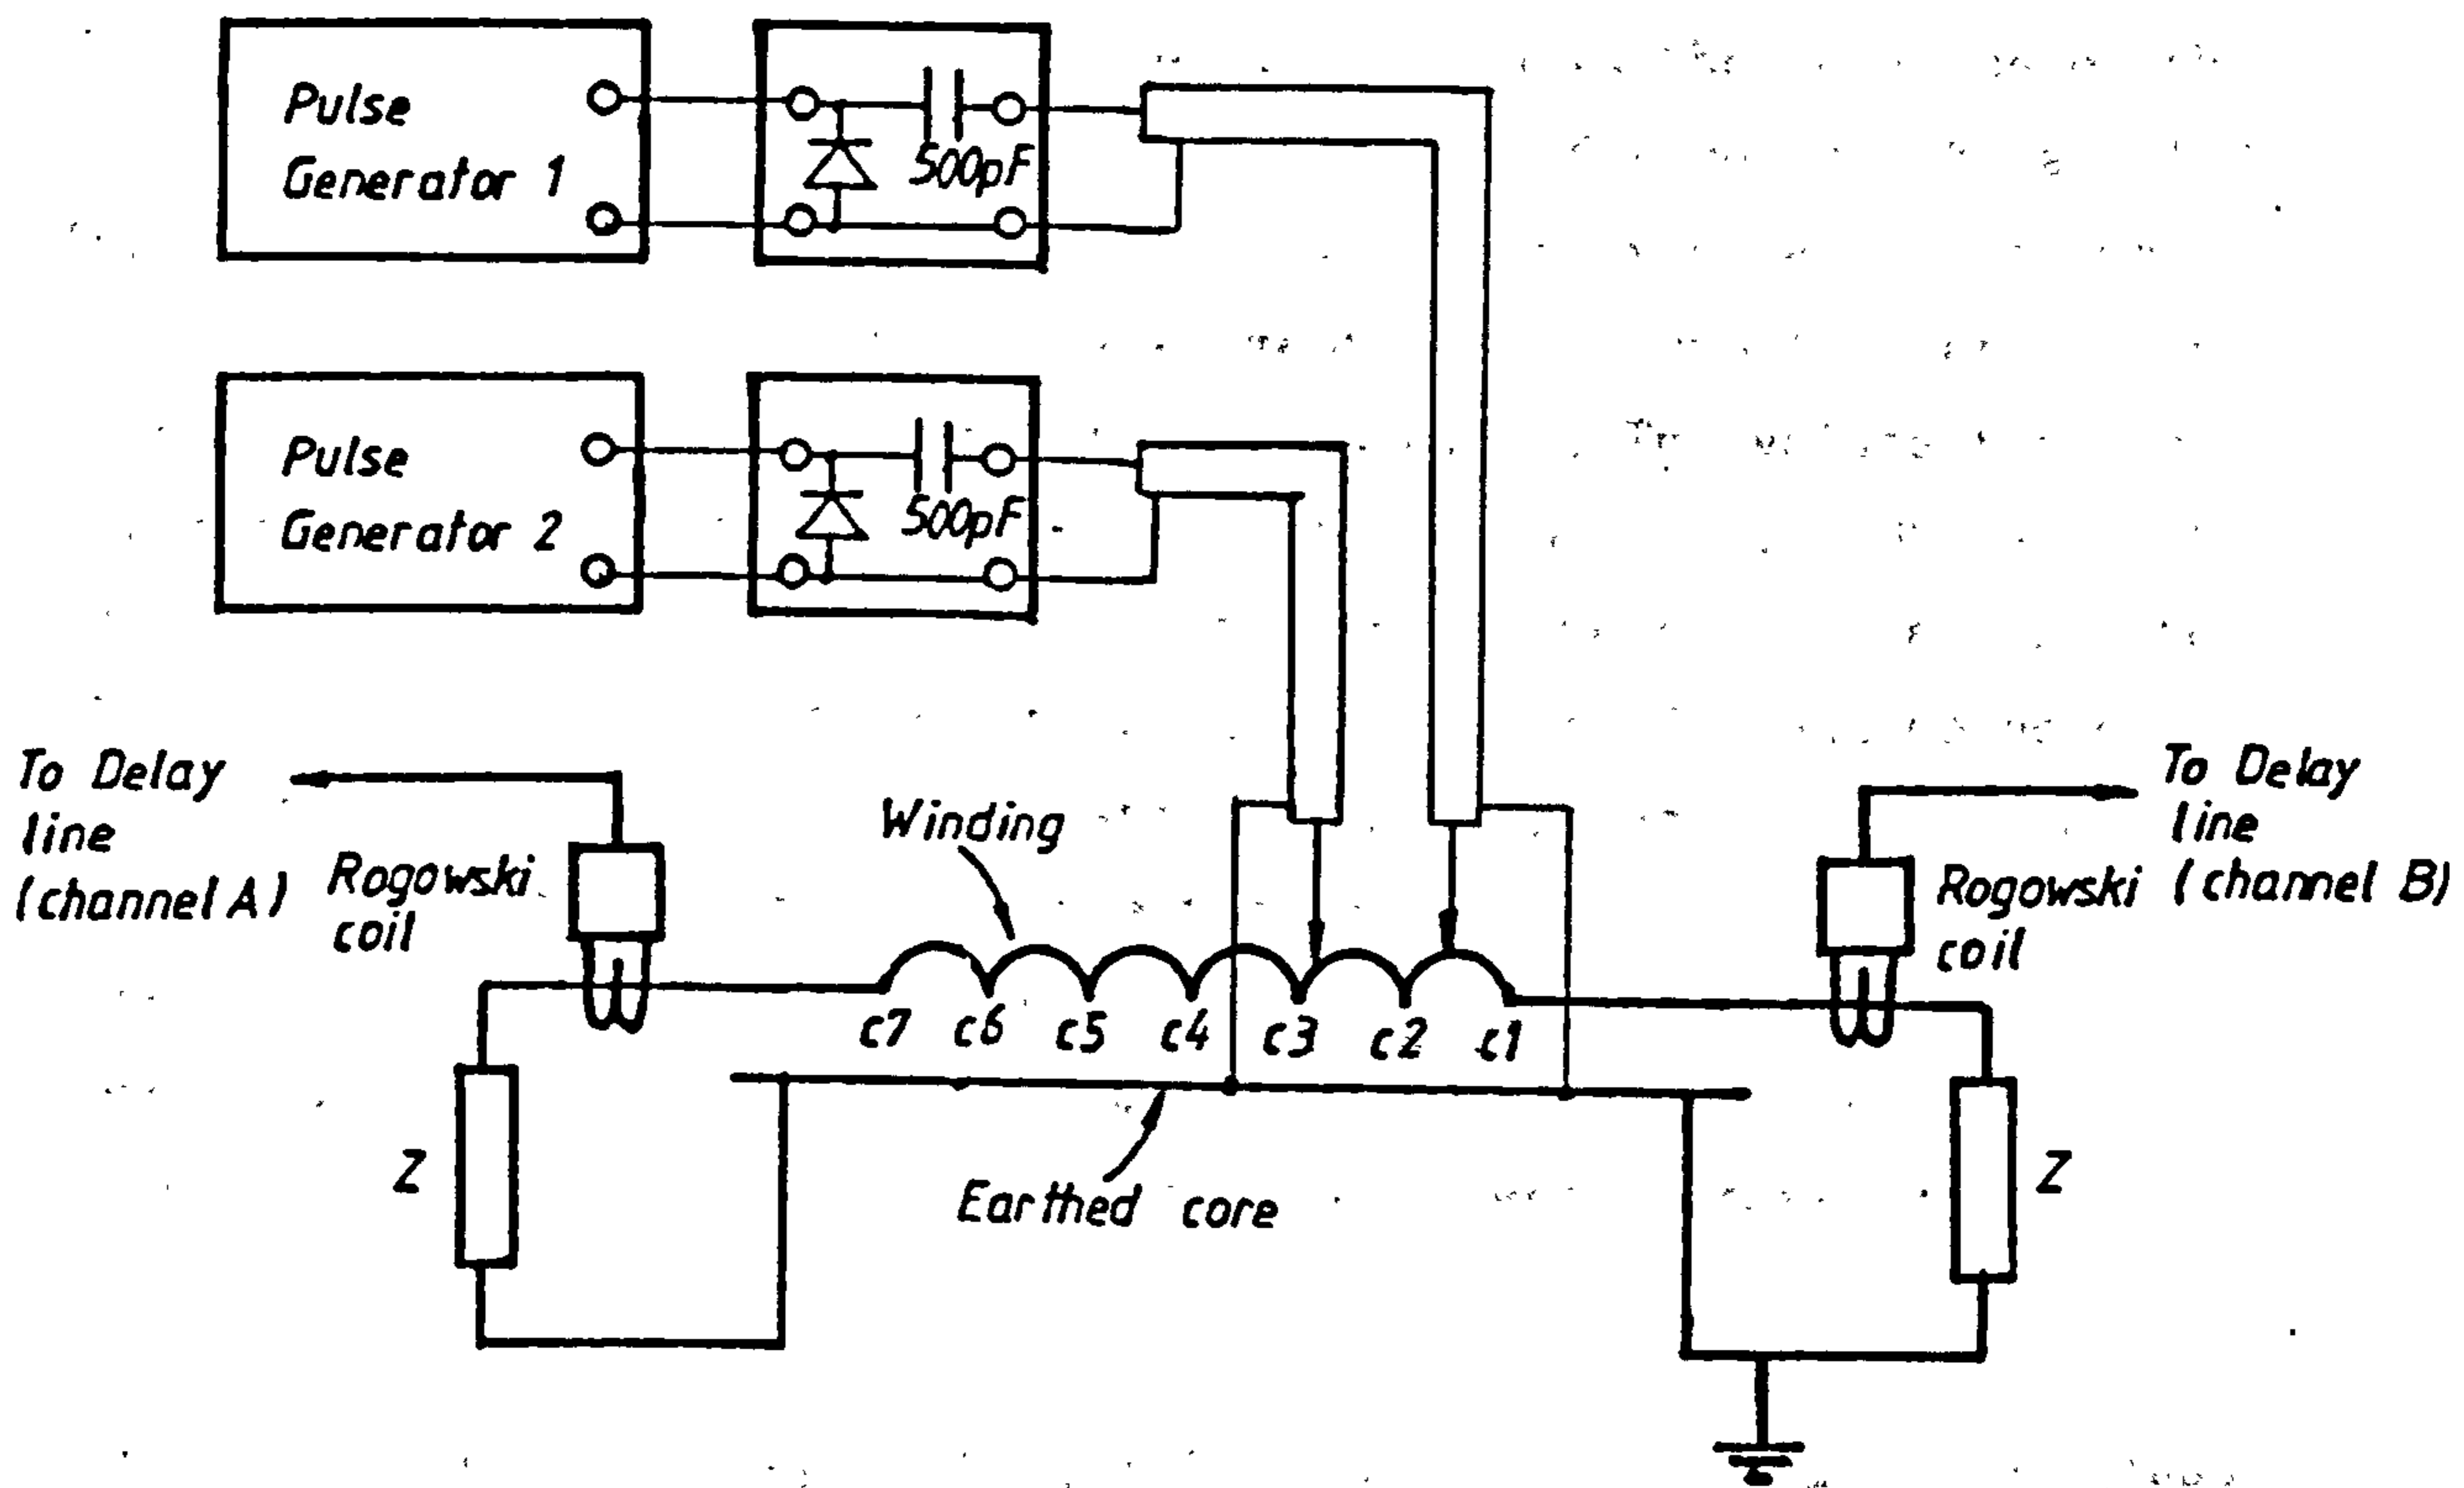 Pulse
Generator 1
500pF
Pulse
Generator 2
500pF
To Delay
line
(channel A)
Rogowski
coil
Winding
To Delay
line
(channel B)
Rogowski
coil
c7 c6 c5 c4 c3 c2 c1
Z
Earthed core
Z